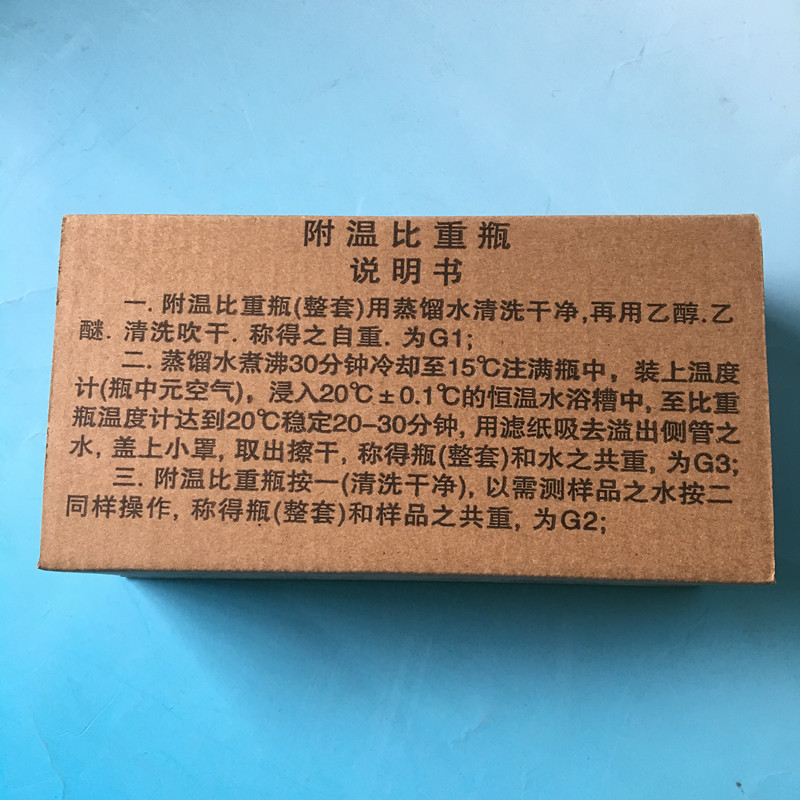 附温比重瓶
说明书
一. 附温比重瓶(整套)用蒸馏水清洗干净,再用乙醇.乙
醚. 清洗吹干. 称得之自重. 为G1;
二. 蒸馏水煮沸30分钟冷却至15℃注满瓶中，装上温度
计(瓶中元空气)，浸入20℃±0.1℃的恒温水浴糟中, 至比重
瓶温度计达到20℃稳定20-30分钟, 用滤纸吸去溢出侧管之
水, 盖上小罩, 取出擦干, 称得瓶(整套)和水之共重, 为G3;
三. 附温比重瓶按一(清洗干净), 以需测样品之水按二
同样操作, 称得瓶(整套)和样品之共重, 为G2;